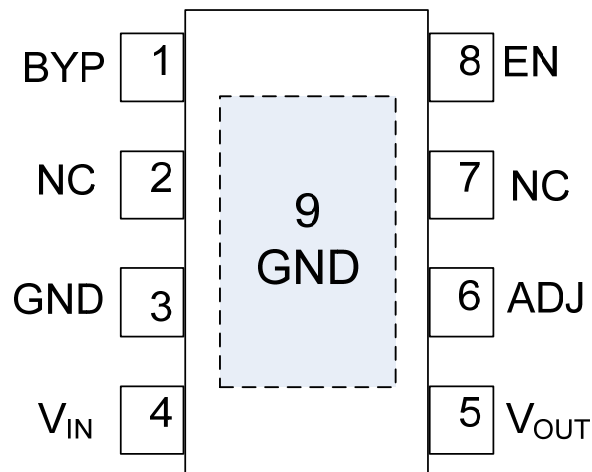 BYP 1 8 EN
NC 2 7 NC
9
GND
GND 3 6 ADJ
VIN 4 5 VOUT